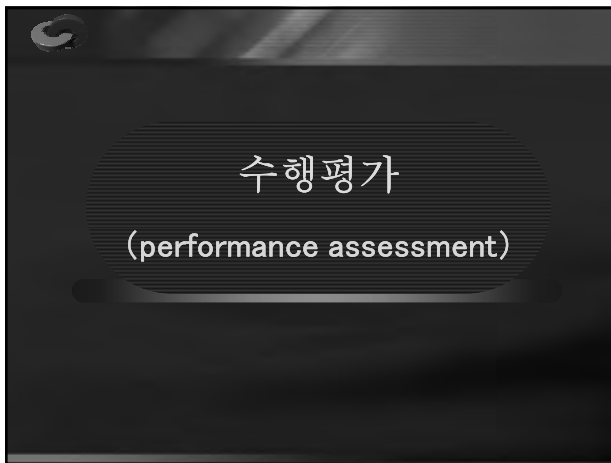 수행평가
(performance assessment)